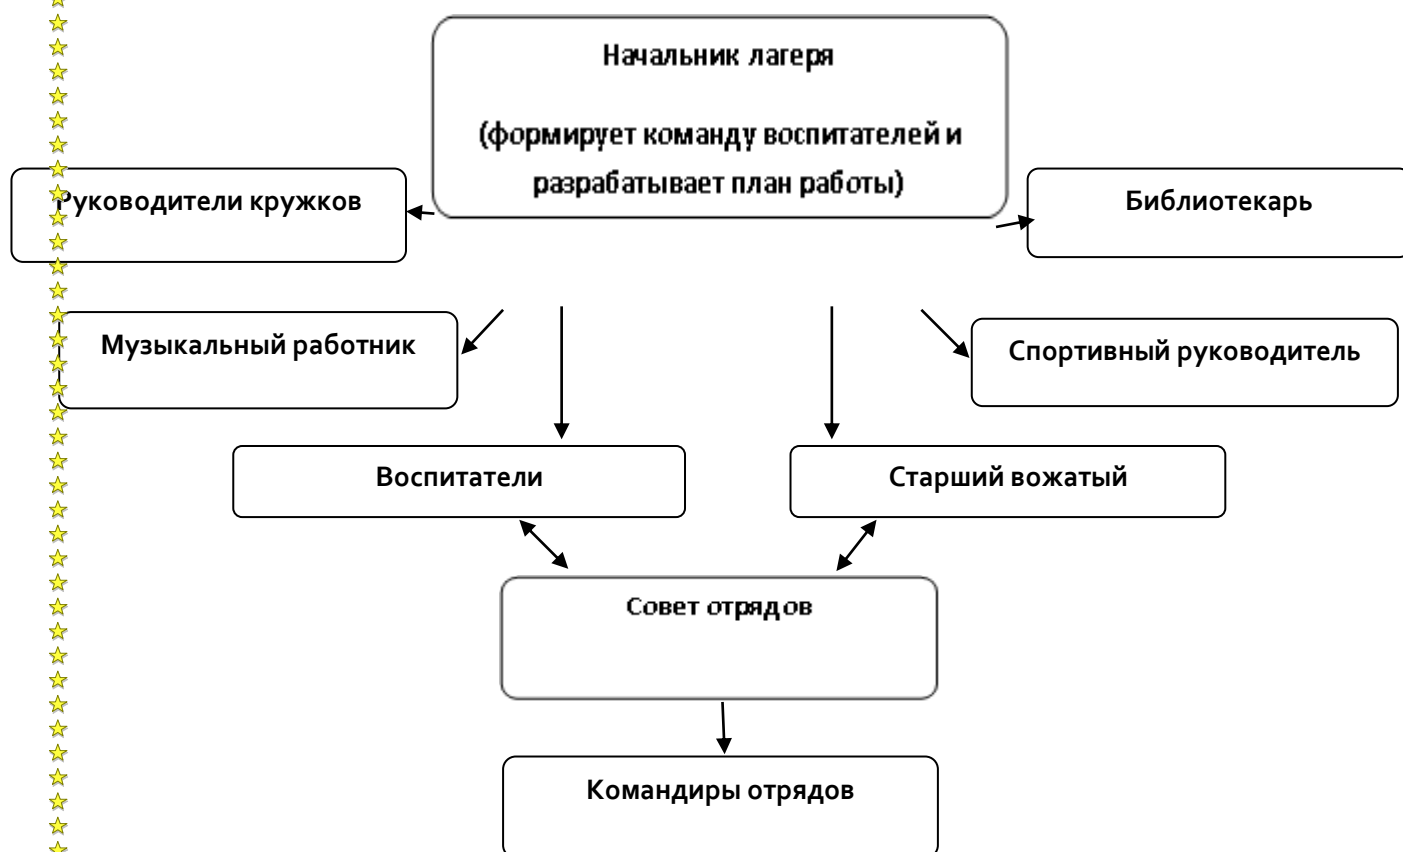 Начальник лагеря
(формирует команду воспитателей и
разрабатывает план работы)
Руководители кружков
Библиотекарь
Музыкальный работник
Спортивный руководитель
Воспитатели
Старший вожатый
Совет отрядов
Командиры отрядов